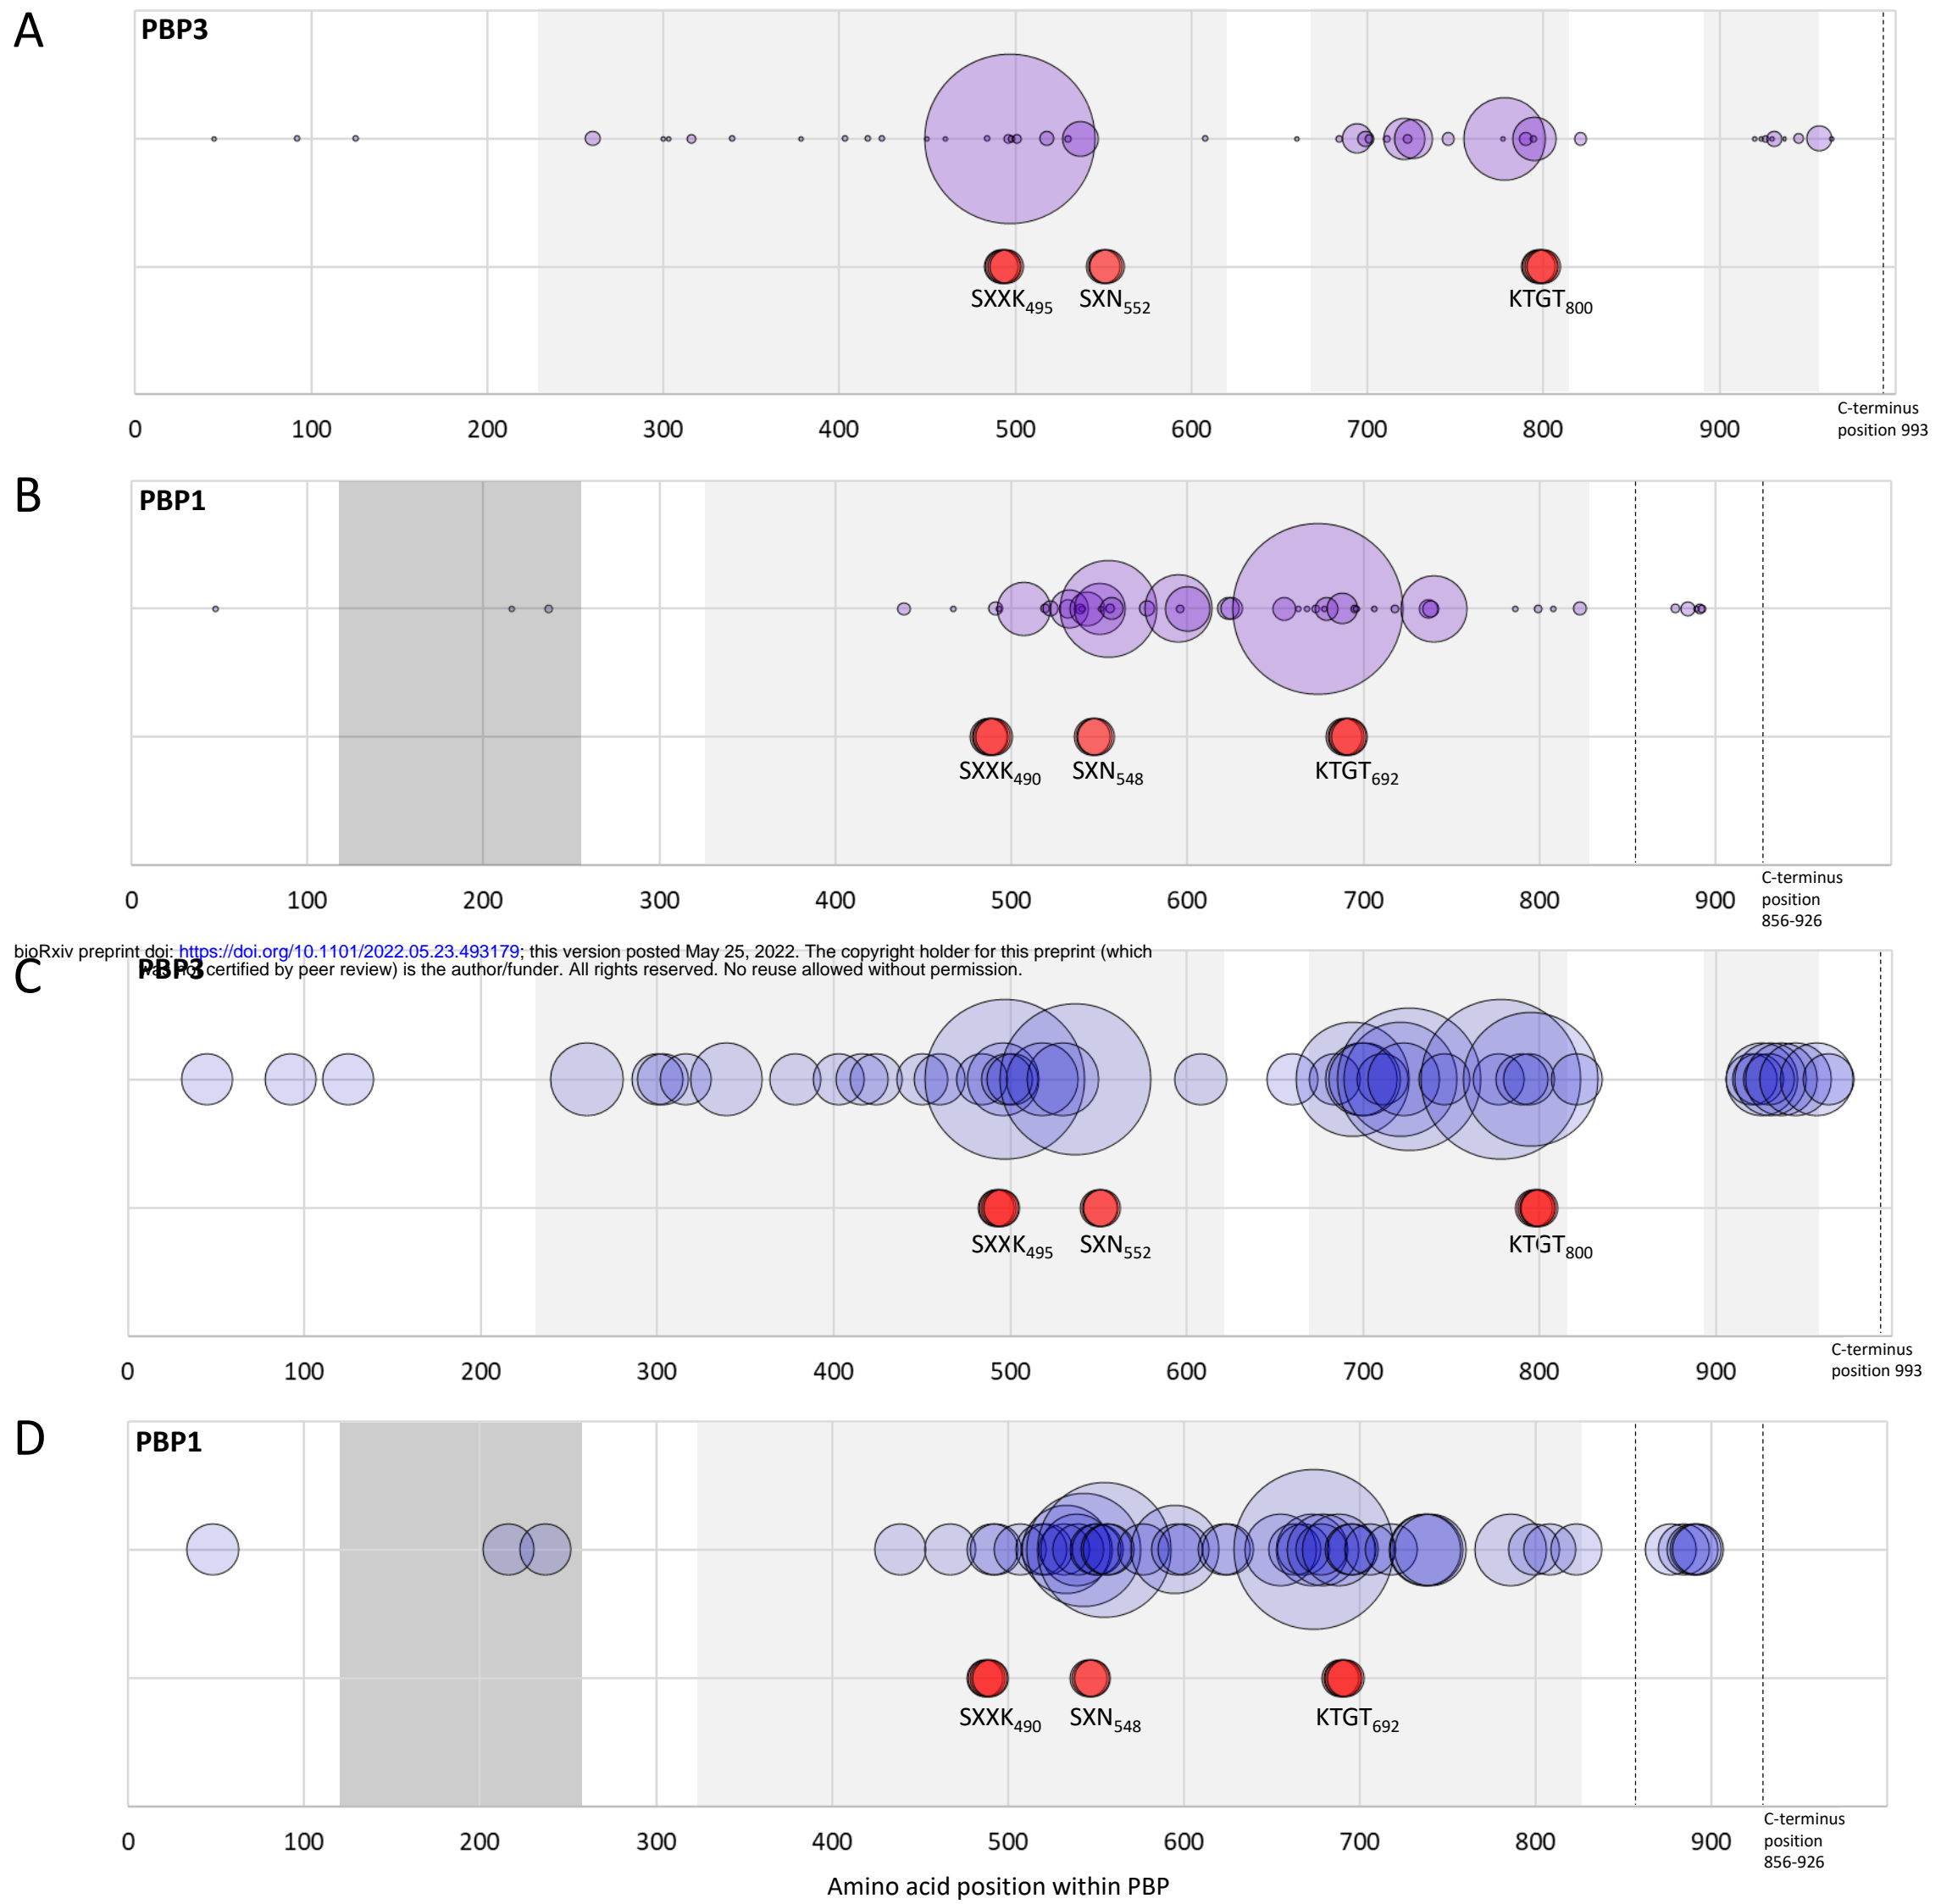 A
PBP3
SXXK495
SXN552
KTGT800
0 100 200 300 400 500 600 700 800 900
C-terminus
position 993
B
PBP1
SXXK490
SXN548
KTGT692
0 100 200 300 400 500 600 700 800 900
C-terminus
position
856-926
bioRxiv preprint doi: https://doi.org/10.1101/2022.05.23.493179; this version posted May 25, 2022. The copyright holder for this preprint (which
was not certified by peer review) is the author/funder. All rights reserved. No reuse allowed without permission.
C
PBP3
SXXK495
SXN552
KTGT800
0 100 200 300 400 500 600 700 800 900
C-terminus
position 993
D
PBP1
SXXK490
SXN548
KTGT692
0 100 200 300 400 500 600 700 800 900
C-terminus
position
856-926
Amino acid position within PBP